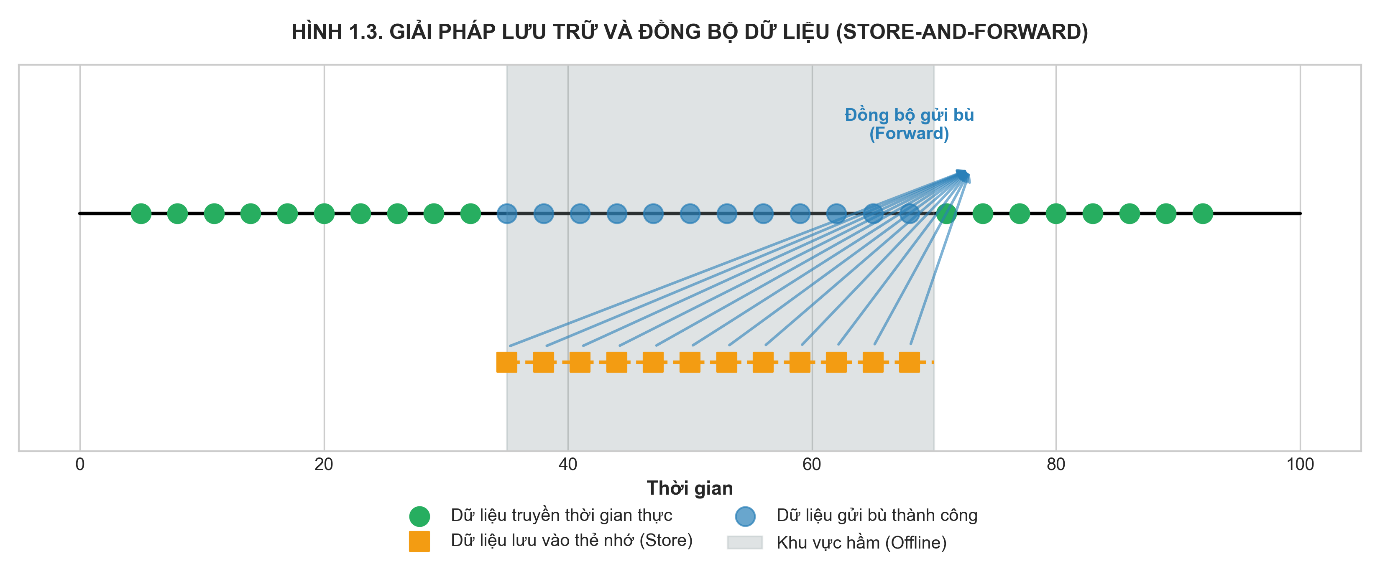 HÌNH 1.3. GIẢI PHÁP LƯU TRỮ VÀ ĐỒNG BỘ DỮ LIỆU (STORE-AND-FORWARD)
Đồng bộ gửi bù
(Forward)
0 20 40 60 80 100
Thời gian
Dữ liệu truyền thời gian thực
Dữ liệu gửi bù thành công
Dữ liệu lưu vào thẻ nhớ (Store)
Khu vực hầm (Offline)